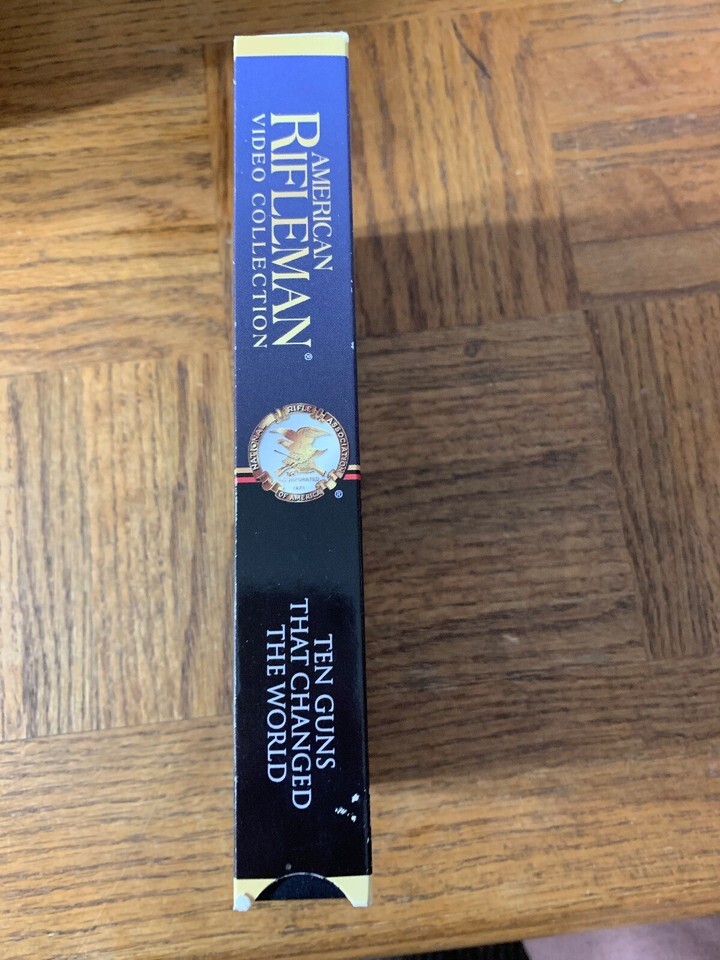 AMERICAN
RIFLEMAN®
VIDEO COLLECTION
NATIONAL RIFLE ASSOCIATION
OF AMERICA
®
TEN GUNS
THAT CHANGED
THE WORLD